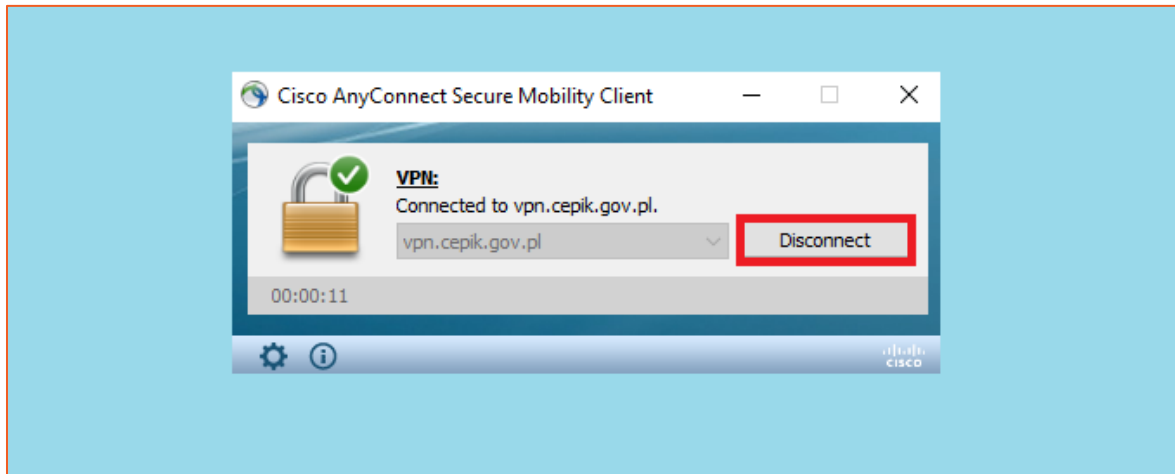 Cisco AnyConnect Secure Mobility Client
VPN:
Connected to vpn.cepik.gov.pl.
vpn.cepik.gov.pl
Disconnect
00:00:11
CISCO